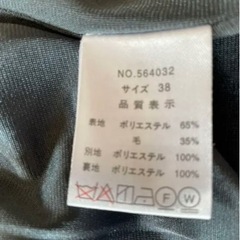 NO.564032
サイズ 38
品質表示
表地 ポリエステル 65%
毛 35%
別地 ポリエステル 100%
裏地 ポリエステル 100%
F W